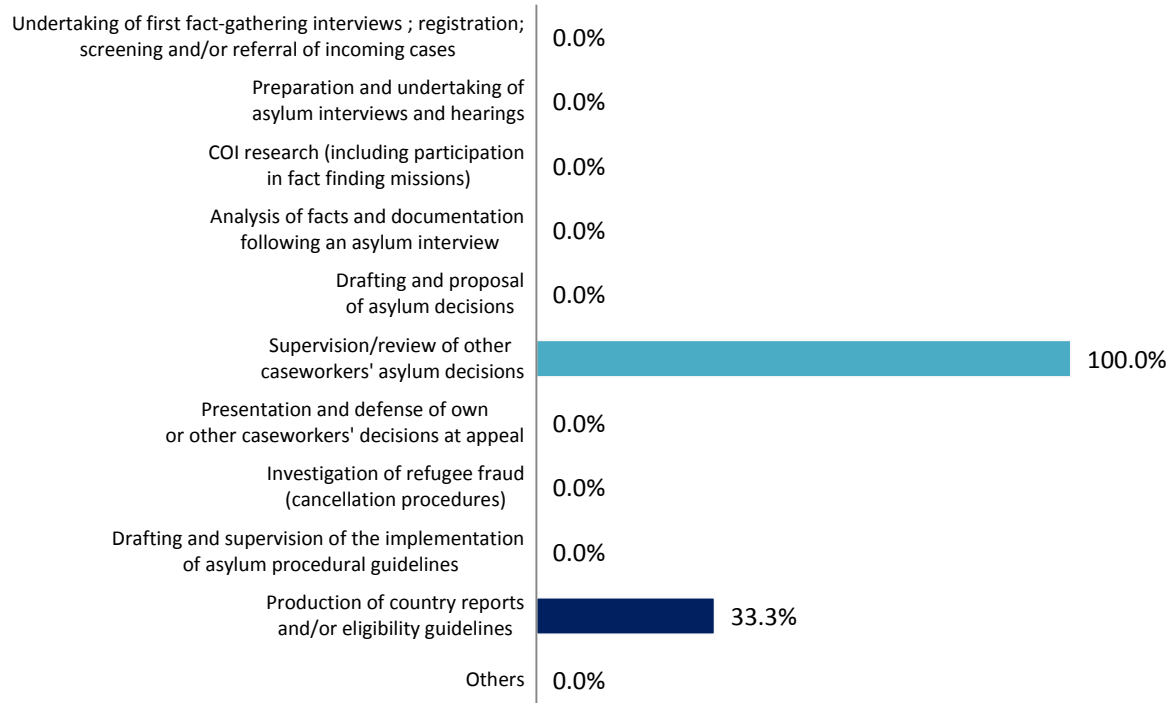 Undertaking of first fact-gathering interviews ; registration;
screening and/or referral of incoming cases
0.0%
Preparation and undertaking of
asylum interviews and hearings
0.0%
COI research (including participation
in fact finding missions)
0.0%
Analysis of facts and documentation
following an asylum interview
0.0%
Drafting and proposal
of asylum decisions
0.0%
Supervision/review of other
caseworkers' asylum decisions
100.0%
Presentation and defense of own
or other caseworkers' decisions at appeal
0.0%
Investigation of refugee fraud
(cancellation procedures)
0.0%
Drafting and supervision of the implementation
of asylum procedural guidelines
0.0%
Production of country reports
and/or eligibility guidelines
33.3%
Others
0.0%